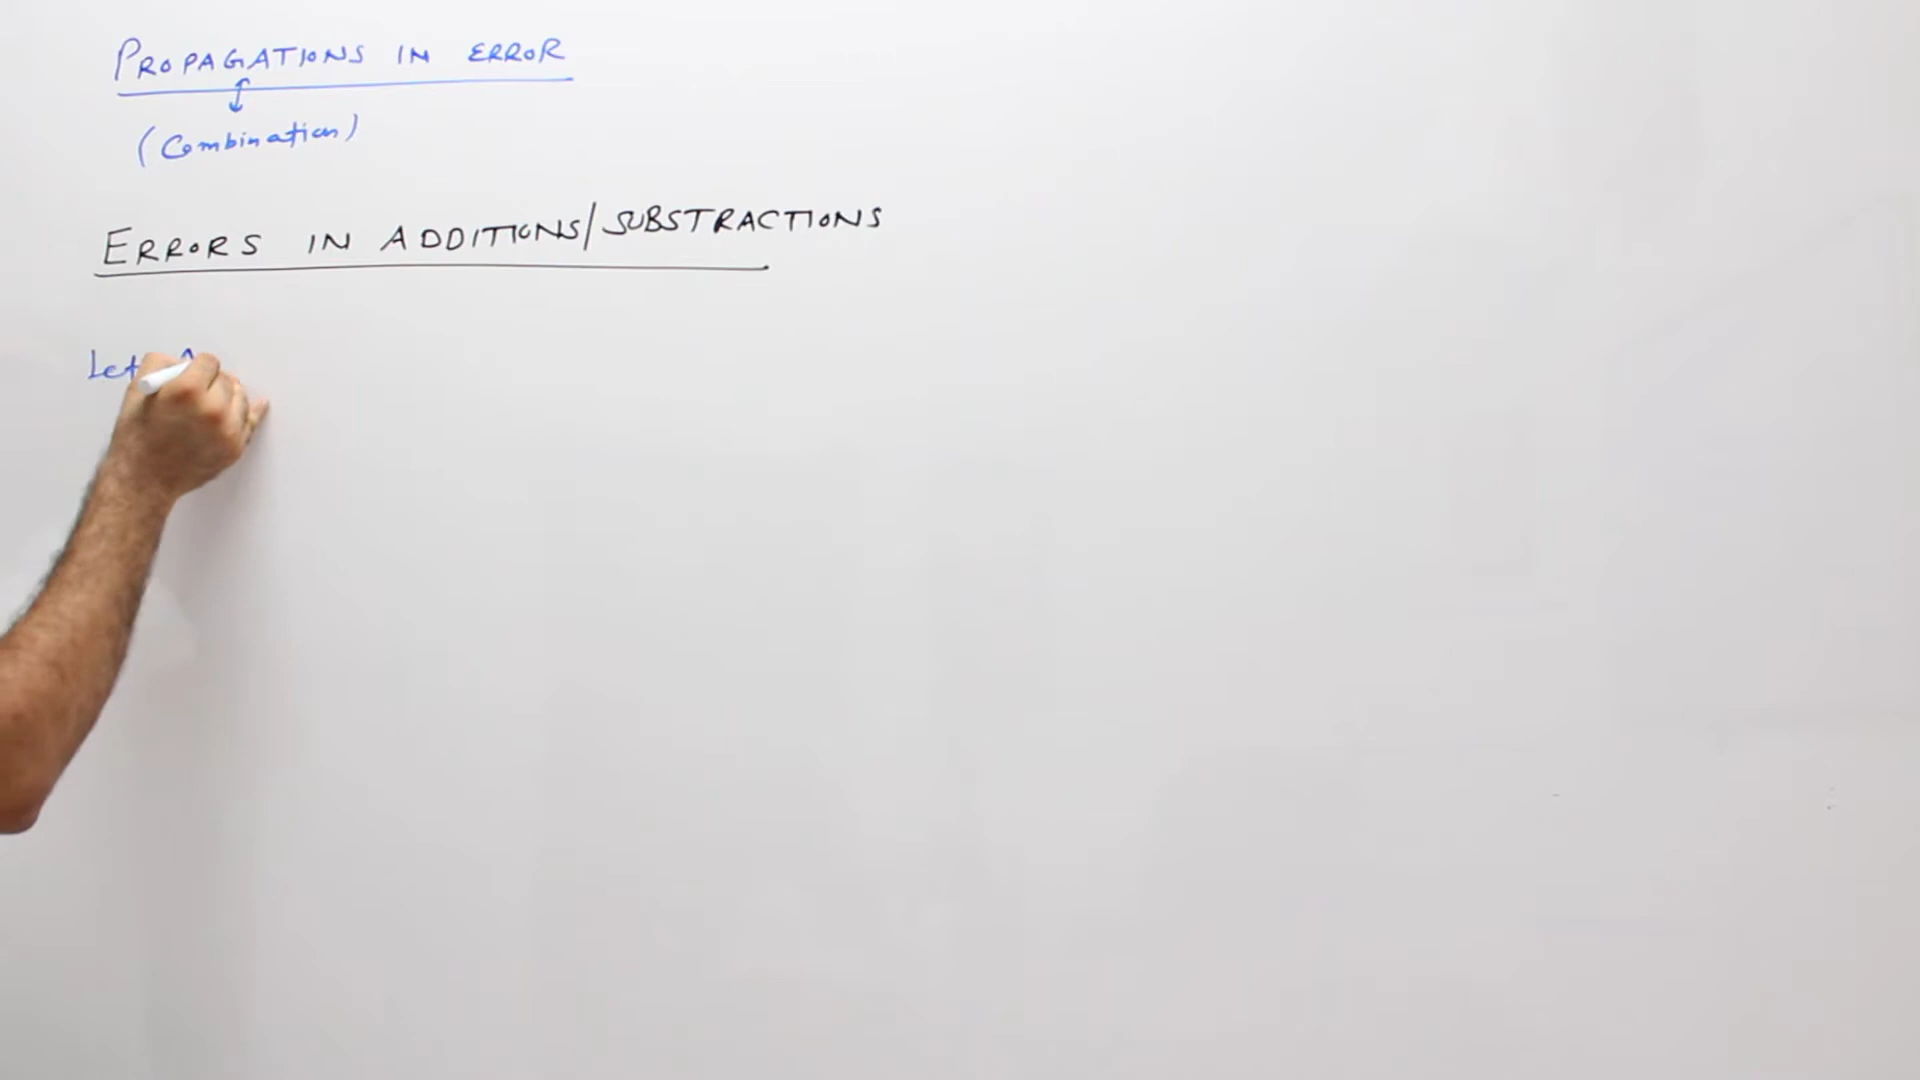 PROPAGATIONS IN ERROR
(Combination)
ERRORS IN ADDITIONS/SUBSTRACTIONS
Let